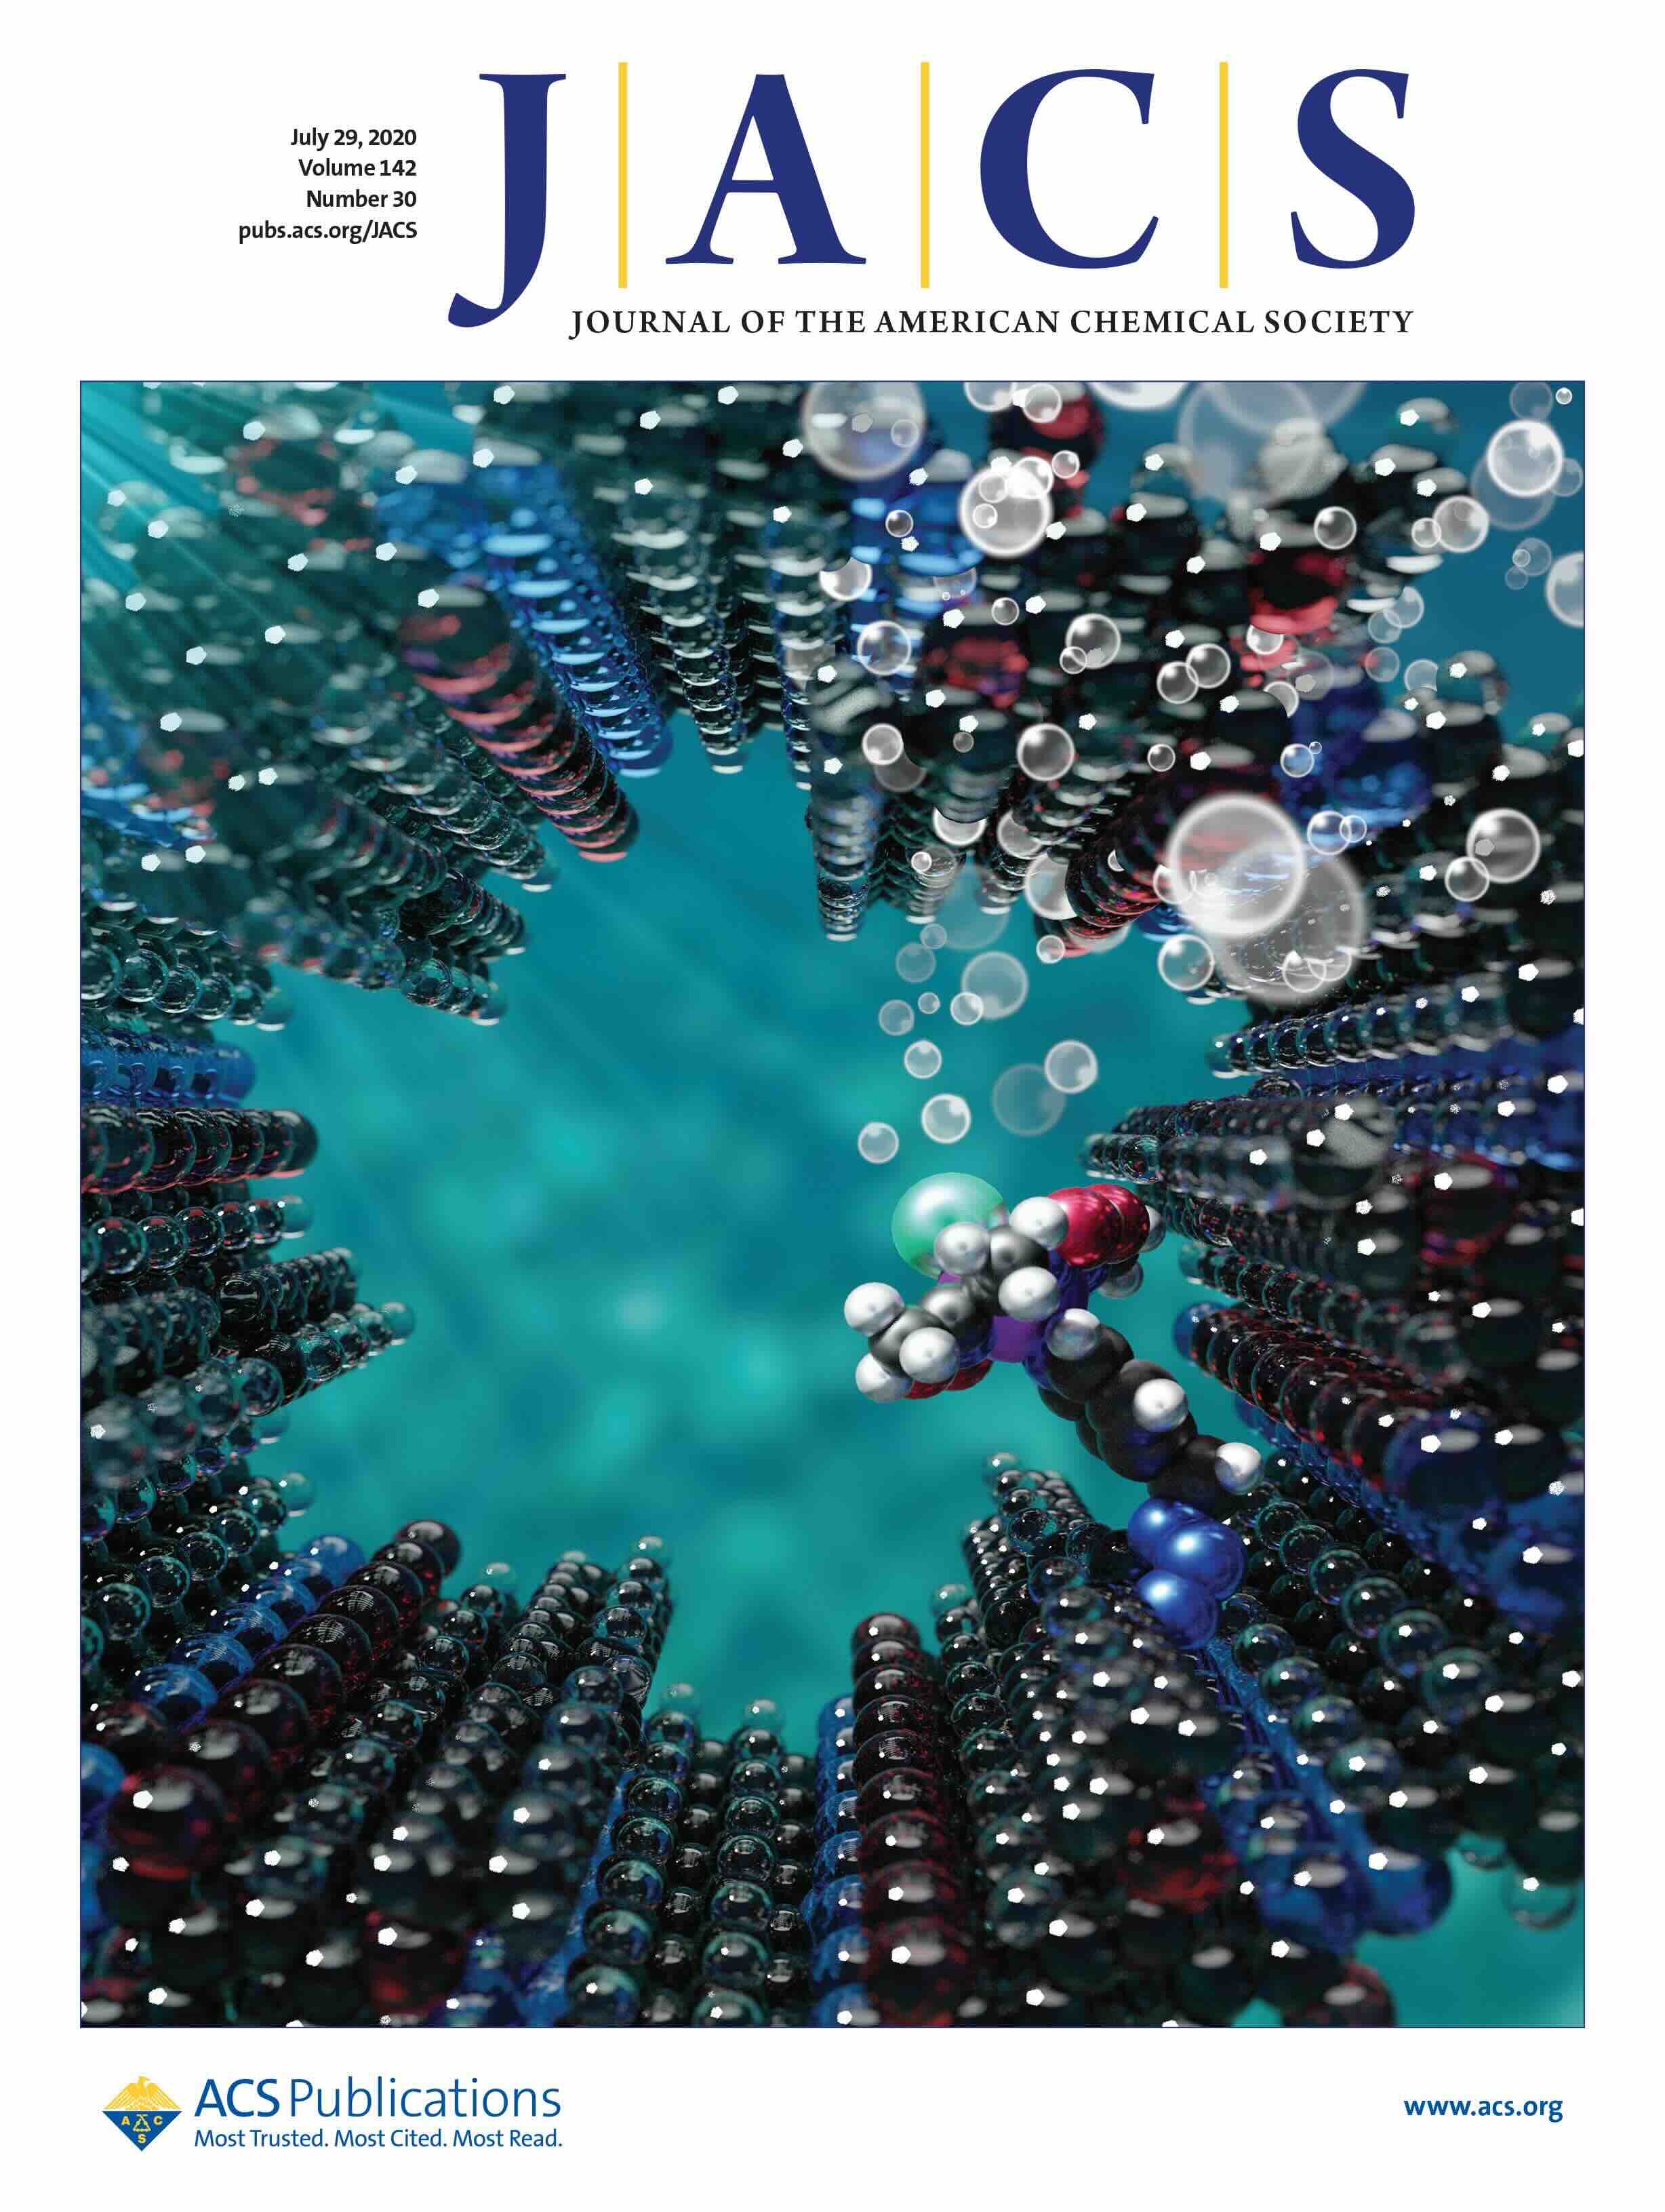 July 29, 2020
Volume 142
Number 30
pubs.acs.org/JACS
J|A|C|S
JOURNAL OF THE AMERICAN CHEMICAL SOCIETY
ACS Publications
Most Trusted. Most Cited. Most Read.
A C
S
www.acs.org